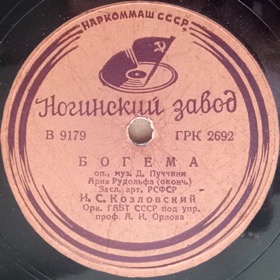 НАРКОММАШ СССР
Ногинский завод
В 9179 ГРК 2692
БОГЕМА
оп., муз. Д. Пуччини
Ария Рудольфа (оконч.)
Засл. арт. РСФСР
И. С. Козловский
Орк. ГАБТ СССР под упр.
проф. А. И. Орлова